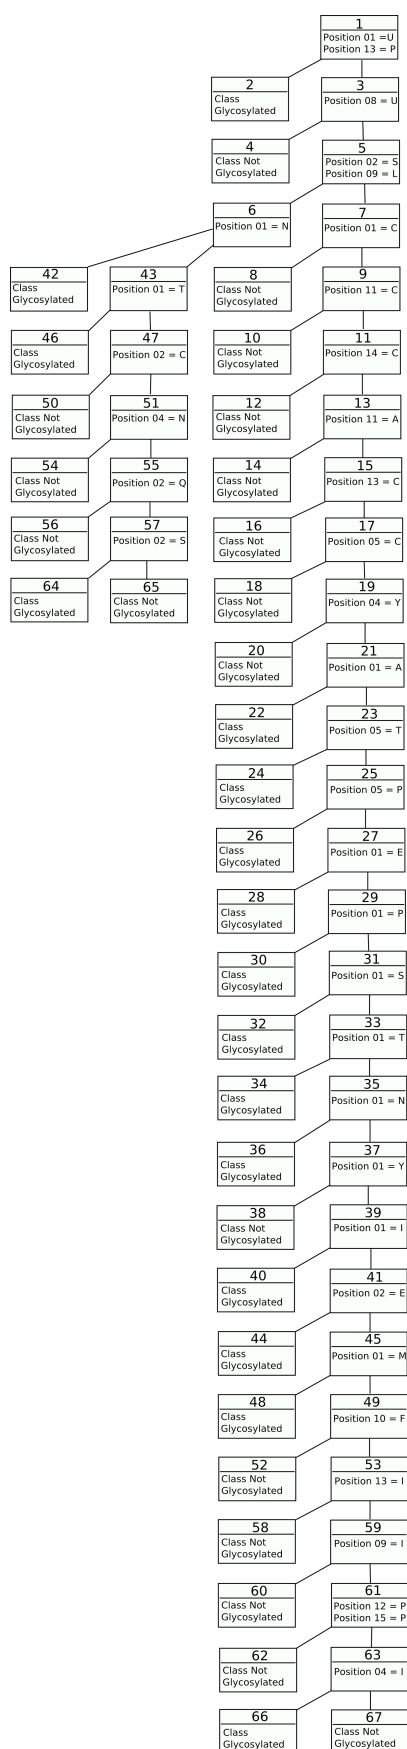 1
Position 01 =U
Position 13 = P
2
Class
Glycosylated
3
Position 08 = U
4
Class Not
Glycosylated
5
Position 02 = S
Position 09 = L
6
Position 01 = N
7
Position 01 = C
42
Class
Glycosylated
43
Position 01 = T
8
Class Not
Glycosylated
9
Position 11 = C
46
Class
Glycosylated
47
Position 02 = C
10
Class Not
Glycosylated
11
Position 14 = C
50
Class Not
Glycosylated
51
Position 04 = N
12
Class Not
Glycosylated
13
Position 11 = A
54
Class Not
Glycosylated
55
Position 02 = Q
14
Class Not
Glycosylated
15
Position 13 = C
56
Class Not
Glycosylated
57
Position 02 = S
16
Class Not
Glycosylated
17
Position 05 = C
64
Class
Glycosylated
65
Class Not
Glycosylated
18
Class Not
Glycosylated
19
Position 04 = Y
20
Class Not
Glycosylated
21
Position 01 = A
22
Class
Glycosylated
23
Position 05 = T
24
Class
Glycosylated
25
Position 05 = P
26
Class
Glycosylated
27
Position 01 = E
28
Class
Glycosylated
29
Position 01 = P
30
Class
Glycosylated
31
Position 01 = S
32
Class
Glycosylated
33
Position 01 = T
34
Class
Glycosylated
35
Position 01 = N
36
Class
Glycosylated
37
Position 01 = Y
38
Class Not
Glycosylated
39
Position 01 = I
40
Class
Glycosylated
41
Position 02 = E
44
Class
Glycosylated
45
Position 01 = M
48
Class
Glycosylated
49
Position 10 = F
52
Class Not
Glycosylated
53
Position 13 = I
58
Class Not
Glycosylated
59
Position 09 = I
60
Class Not
Glycosylated
61
Position 12 = P
Position 15 = P
62
Class Not
Glycosylated
63
Position 04 = I
66
Class
Glycosylated
67
Class Not
Glycosylated